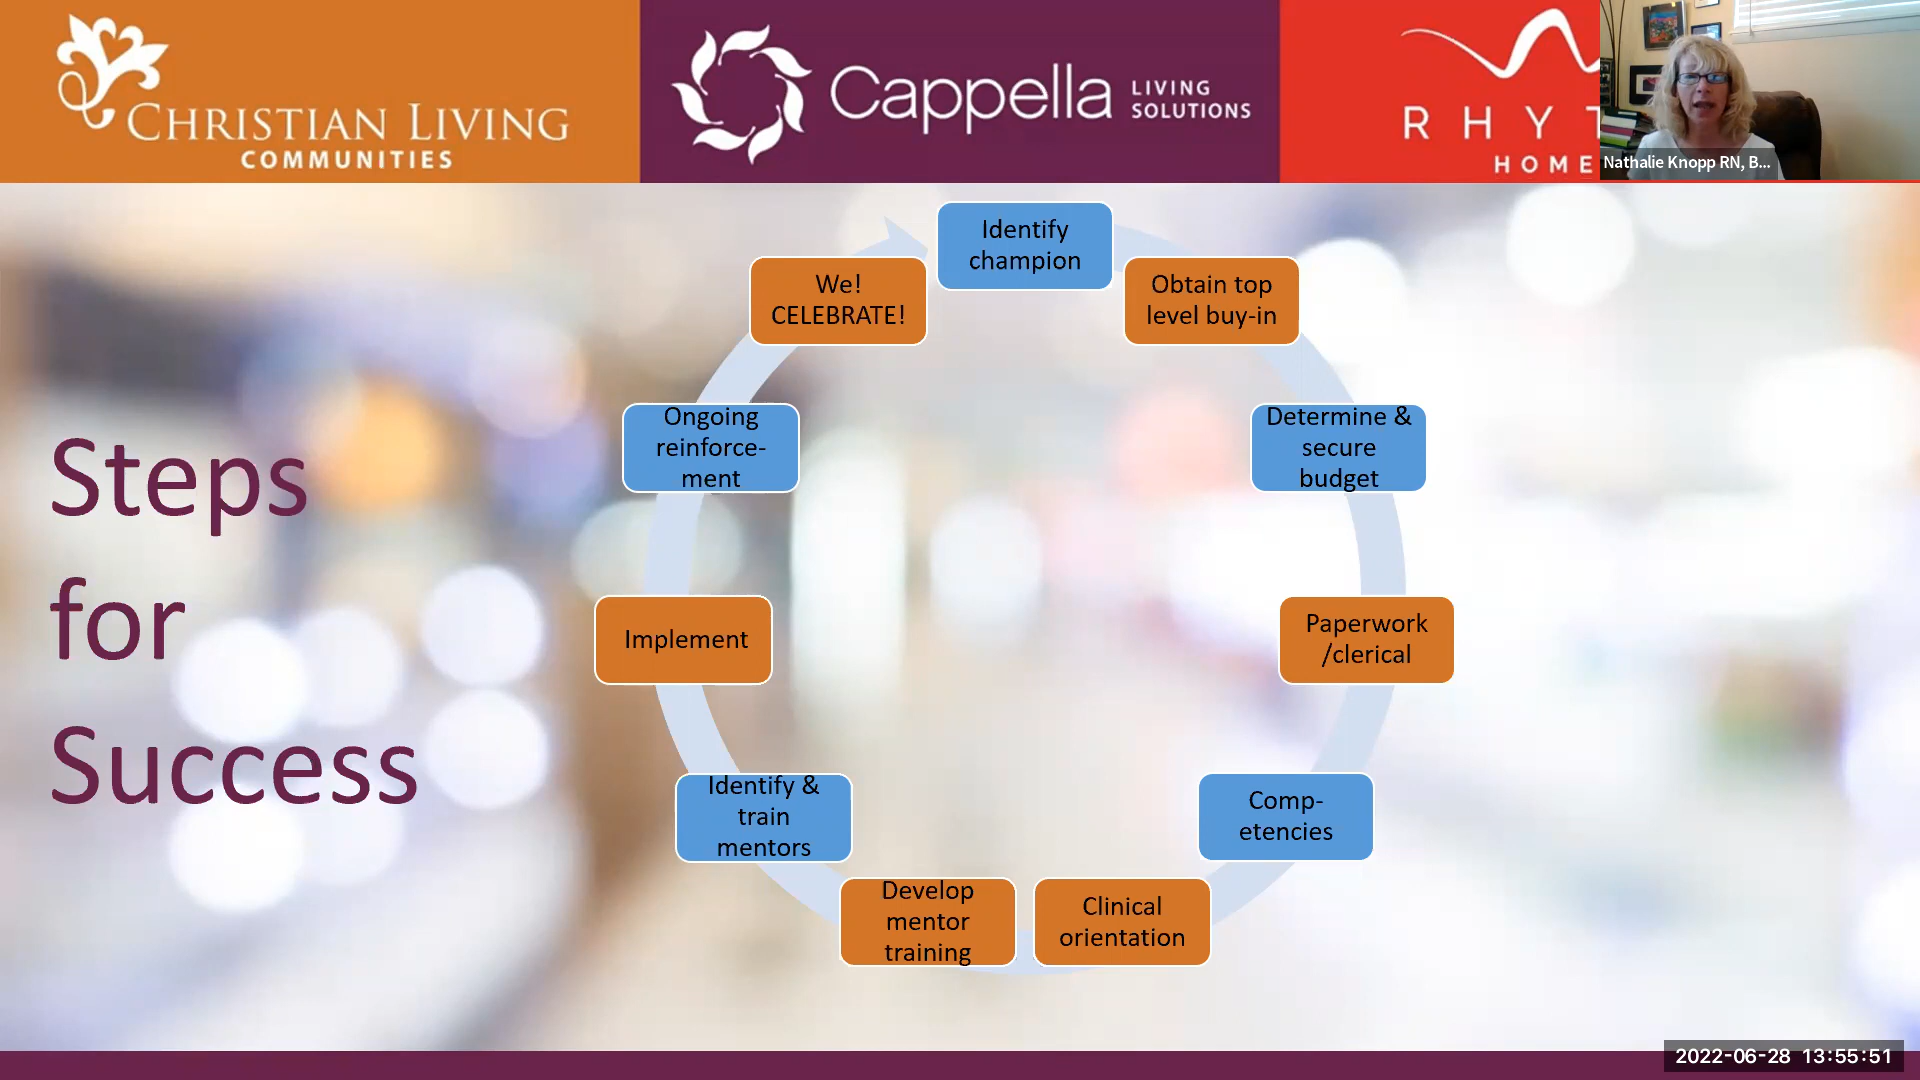 CHRISTIAN LIVING
COMMUNITIES
Cappella
LIVING
SOLUTIONS
RHYT
HOME
Nathalie Knopp RN, B...
Steps
for
Success
Identify
champion
Obtain top
level buy-in
Determine &
secure
budget
Paperwork
/clerical
Comp-
etencies
Clinical
orientation
Develop
mentor
training
Identify &
train
mentors
Implement
Ongoing
reinforce-
ment
We!
CELEBRATE!
2022-06-28 13:55:51